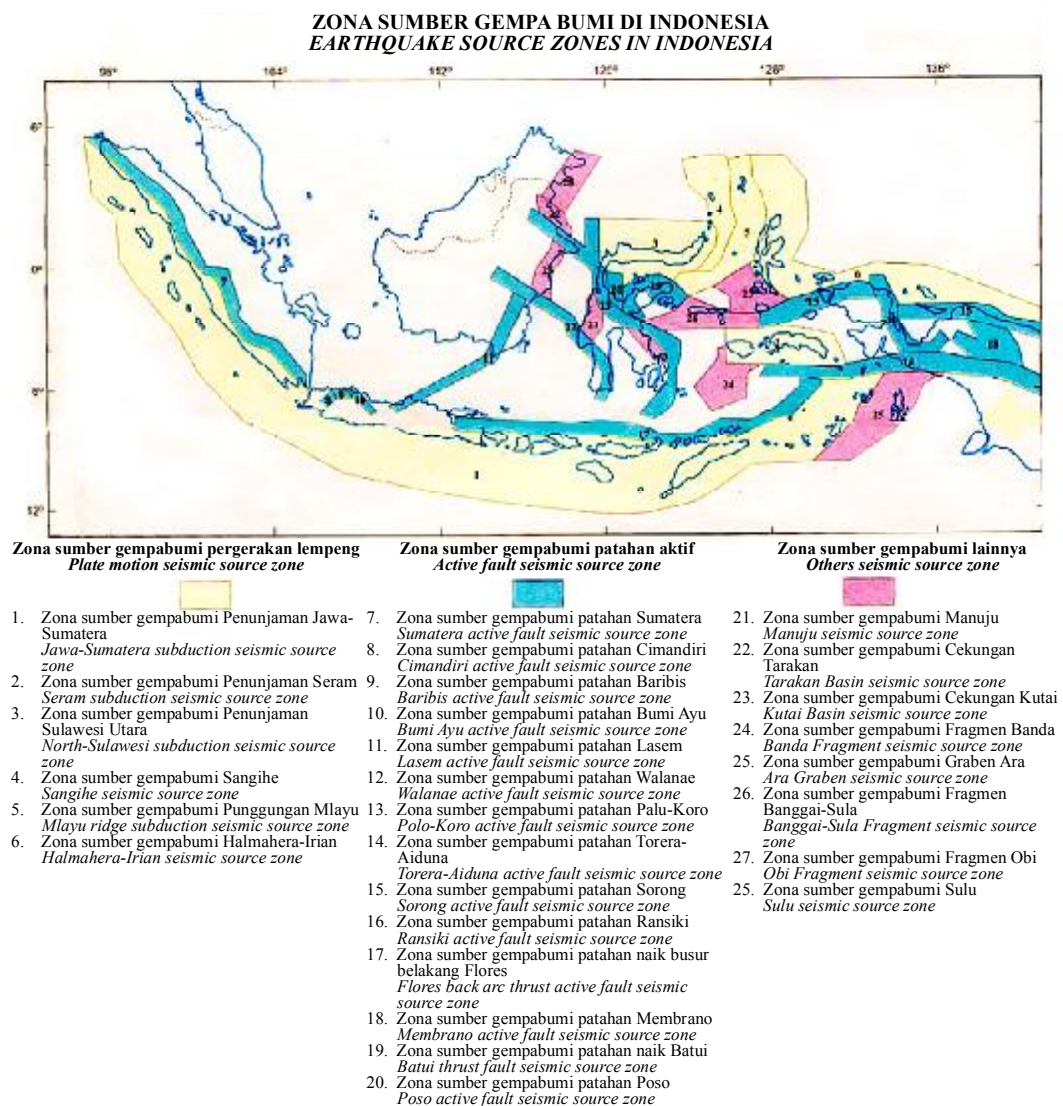 ZONA SUMBER GEMPA BUMI DI INDONESIA
EARTHQUAKE SOURCE ZONES IN INDONESIA
104°
112°
128°
136°
6°
0°
12°
Zona sumber gempabumi pergerakan lempeng
Plate motion seismic source zone
1. Zona sumber gempabumi Penunjaman Jawa-
Sumatera
Jawa-Sumatera subduction seismic source
zone
2. Zona sumber gempabumi Penunjaman Seram
Seram subduction seismic source zone
3. Zona sumber gempabumi Penunjaman
Sulawesi Utara
North-Sulawesi subduction seismic source
zone
4. Zona sumber gempabumi Sangihe
Sangihe seismic source zone
5. Zona sumber gempabumi Punggungan Mlayu
Mlayu ridge subduction seismic source zone
6. Zona sumber gempabumi Halmahera-Irian
Halmahera-Irian seismic source zone
Zona sumber gempabumi patahan aktif
Active fault seismic source zone
7. Zona sumber gempabumi patahan Sumatera
Sumatera active fault seismic source zone
8. Zona sumber gempabumi patahan Cimandiri
Cimandiri active fault seismic source zone
9. Zona sumber gempabumi patahan Baribis
Baribis active fault seismic source zone
10. Zona sumber gempabumi patahan Bumi Ayu
Bumi Ayu active fault seismic source zone
11. Zona sumber gempabumi patahan Lasem
Lasem active fault seismic source zone
12. Zona sumber gempabumi patahan Walanae
Walanae active fault seismic source zone
13. Zona sumber gempabumi patahan Palu-Koro
Polo-Koro active fault seismic source zone
14. Zona sumber gempabumi patahan Torera-
Aiduna
Torera-Aiduna active fault seismic source zone
15. Zona sumber gempabumi patahan Sorong
Sorong active fault seismic source zone
16. Zona sumber gempabumi patahan Ransiki
Ransiki active fault seismic source zone
17. Zona sumber gempabumi patahan naik busur
belakang Flores
Flores back arc thrust active fault seismic
source zone
18. Zona sumber gempabumi patahan Membrano
Membrano active fault seismic source zone
19. Zona sumber gempabumi patahan naik Batui
Batui thrust fault seismic source zone
20. Zona sumber gempabumi patahan Poso
Poso active fault seismic source zone
Zona sumber gempabumi lainnya
Others seismic source zone
21. Zona sumber gempabumi Manuju
Manuju seismic source zone
22. Zona sumber gempabumi Cekungan
Tarakan
Tarakan Basin seismic source zone
23. Zona sumber gempabumi Cekungan Kutai
Kutai Basin seismic source zone
24. Zona sumber gempabumi Fragmen Banda
Banda Fragment seismic source zone
25. Zona sumber gempabumi Graben Ara
Ara Graben seismic source zone
26. Zona sumber gempabumi Fragmen
Banggai-Sula
Banggai-Sula Fragment seismic source
zone
27. Zona sumber gempabumi Fragmen Obi
Obi Fragment seismic source zone
25. Zona sumber gempabumi Sulu
Sulu seismic source zone